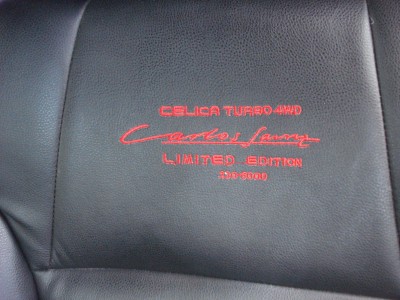 CELICA TURBO 4WD
Carlos Sainz
LIMITED EDITION